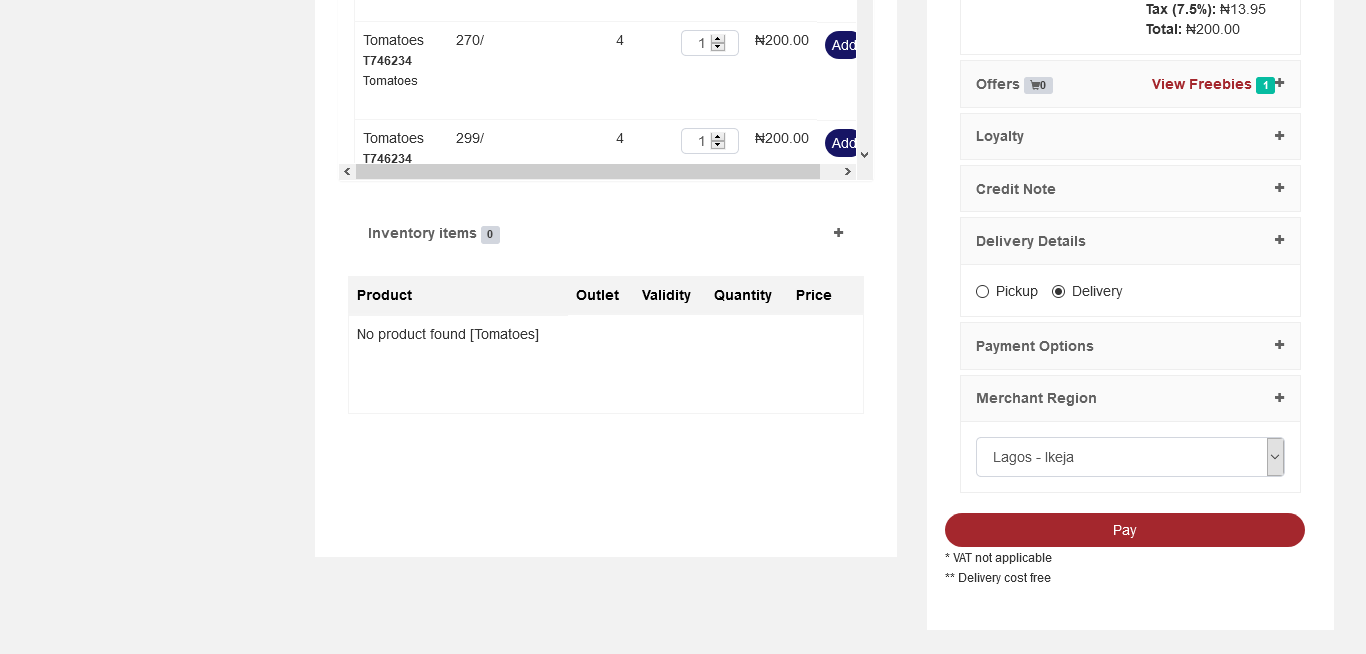 Tomatoes 270/ 4 1 ₦200.00 Add
T746234
Tomatoes
Tomatoes 299/ 4 1 ₦200.00 Add
T746234
Inventory items 0
Product Outlet Validity Quantity Price
No product found [Tomatoes]
Tax (7.5%): ₦13.95
Total: ₦200.00
Offers 0 View Freebies 1
Loyalty
Credit Note
Delivery Details
Pickup Delivery
Payment Options
Merchant Region
Lagos - Ikeja
Pay
* VAT not applicable
** Delivery cost free